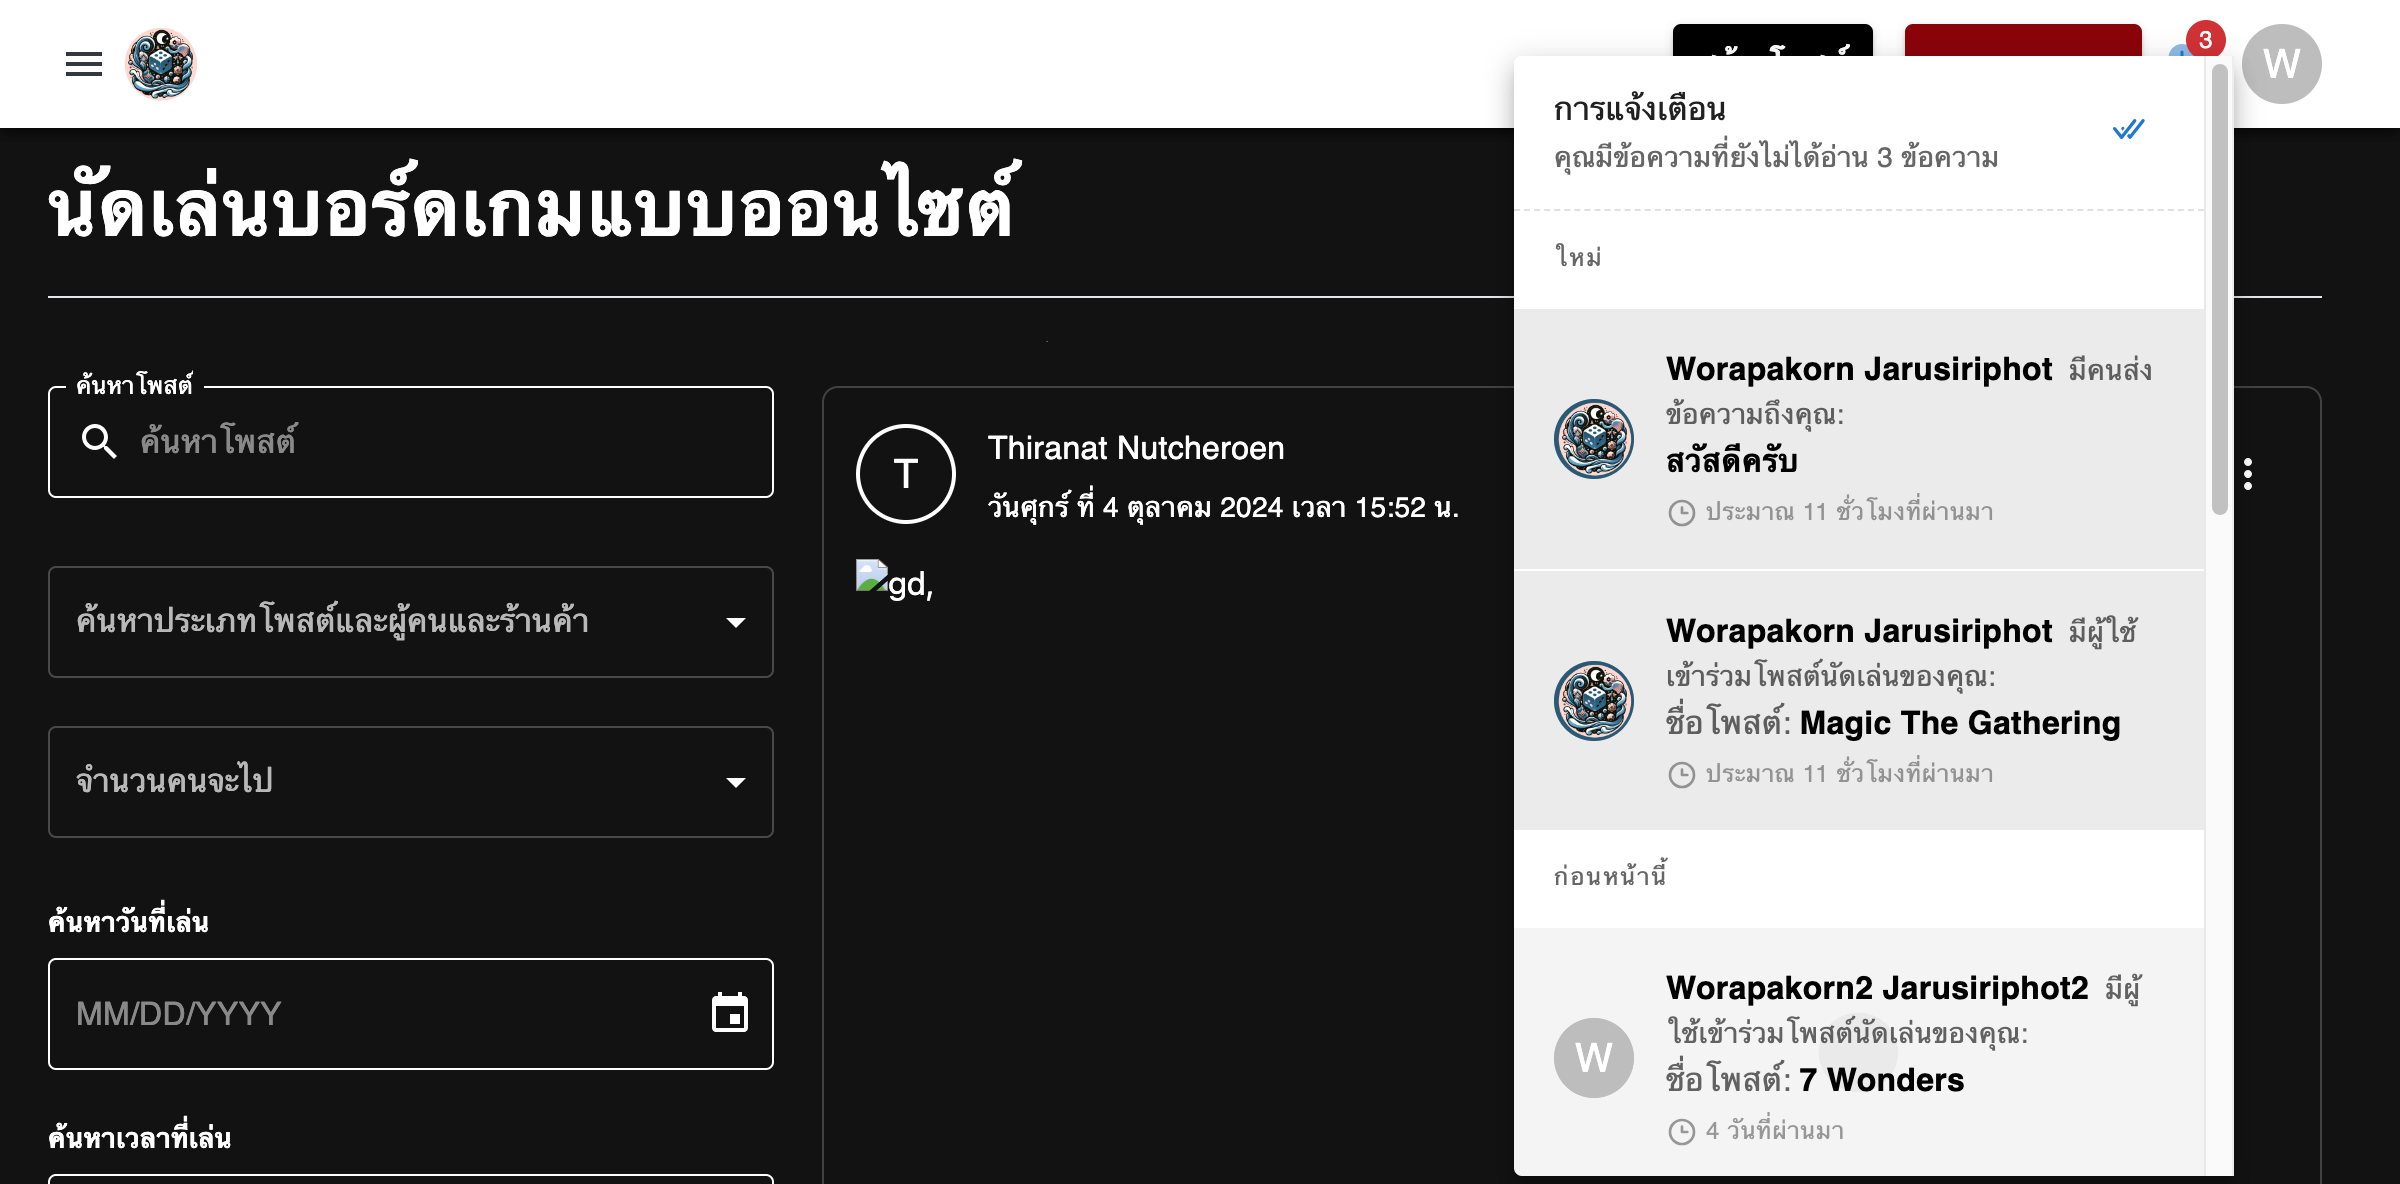 3
W
นัดเล่นบอร์ดเกมแบบออนไซต์
ค้นหาโพสต์
ค้นหาโพสต์
ค้นหาประเภทโพสต์และผู้คนและร้านค้า
จำนวนคนจะไป
ค้นหาวันที่เล่น
MM/DD/YYYY
ค้นหาเวลาที่เล่น
T
Thiranat Nutcheroen
วันศุกร์ ที่ 4 ตุลาคม 2024 เวลา 15:52 น.
gd,
การแจ้งเตือน
คุณมีข้อความที่ยังไม่ได้อ่าน 3 ข้อความ
ใหม่
Worapakorn Jarusiriphot มีคนส่ง
ข้อความถึงคุณ:
สวัสดีครับ
ประมาณ 11 ชั่วโมงที่ผ่านมา
Worapakorn Jarusiriphot มีผู้ใช้
เข้าร่วมโพสต์นัดเล่นของคุณ:
ชื่อโพสต์: Magic The Gathering
ประมาณ 11 ชั่วโมงที่ผ่านมา
ก่อนหน้านี้
W
Worapakorn2 Jarusiriphot2 มีผู้
ใช้เข้าร่วมโพสต์นัดเล่นของคุณ:
ชื่อโพสต์: 7 Wonders
4 วันที่ผ่านมา